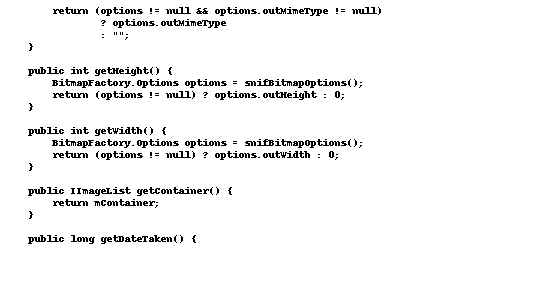 return (options != null && options.outMimeType != null)
? options.outMimeType
: "";
}
public int getHeight() {
BitmapFactory.Options options = snifBitmapOptions();
return (options != null) ? options.outHeight : 0;
}
public int getWidth() {
BitmapFactory.Options options = snifBitmapOptions();
return (options != null) ? options.outWidth : 0;
}
public IImageList getContainer() {
return mContainer;
}
public long getDateTaken() {